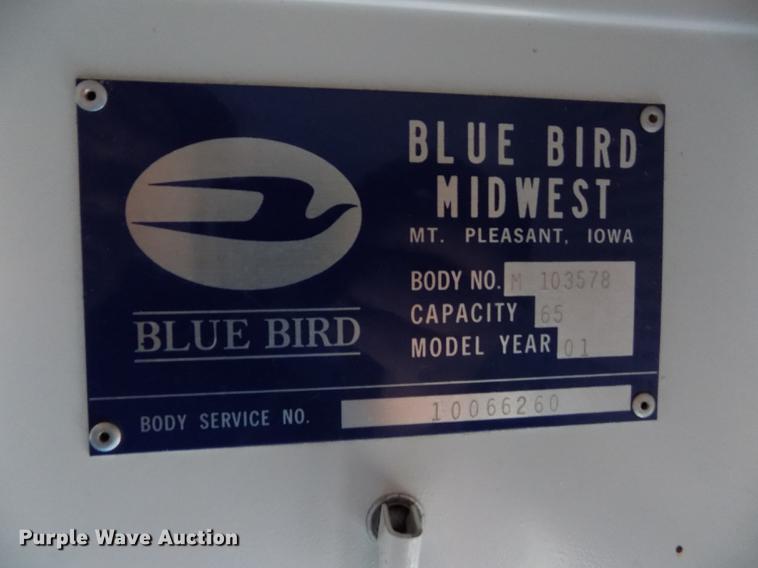 BLUE BIRD
MIDWEST
MT. PLEASANT, IOWA
BODY NO. M 103578
CAPACITY 65
MODEL YEAR 01
BLUE BIRD
BODY SERVICE NO. 10066260
Purple Wave Auction